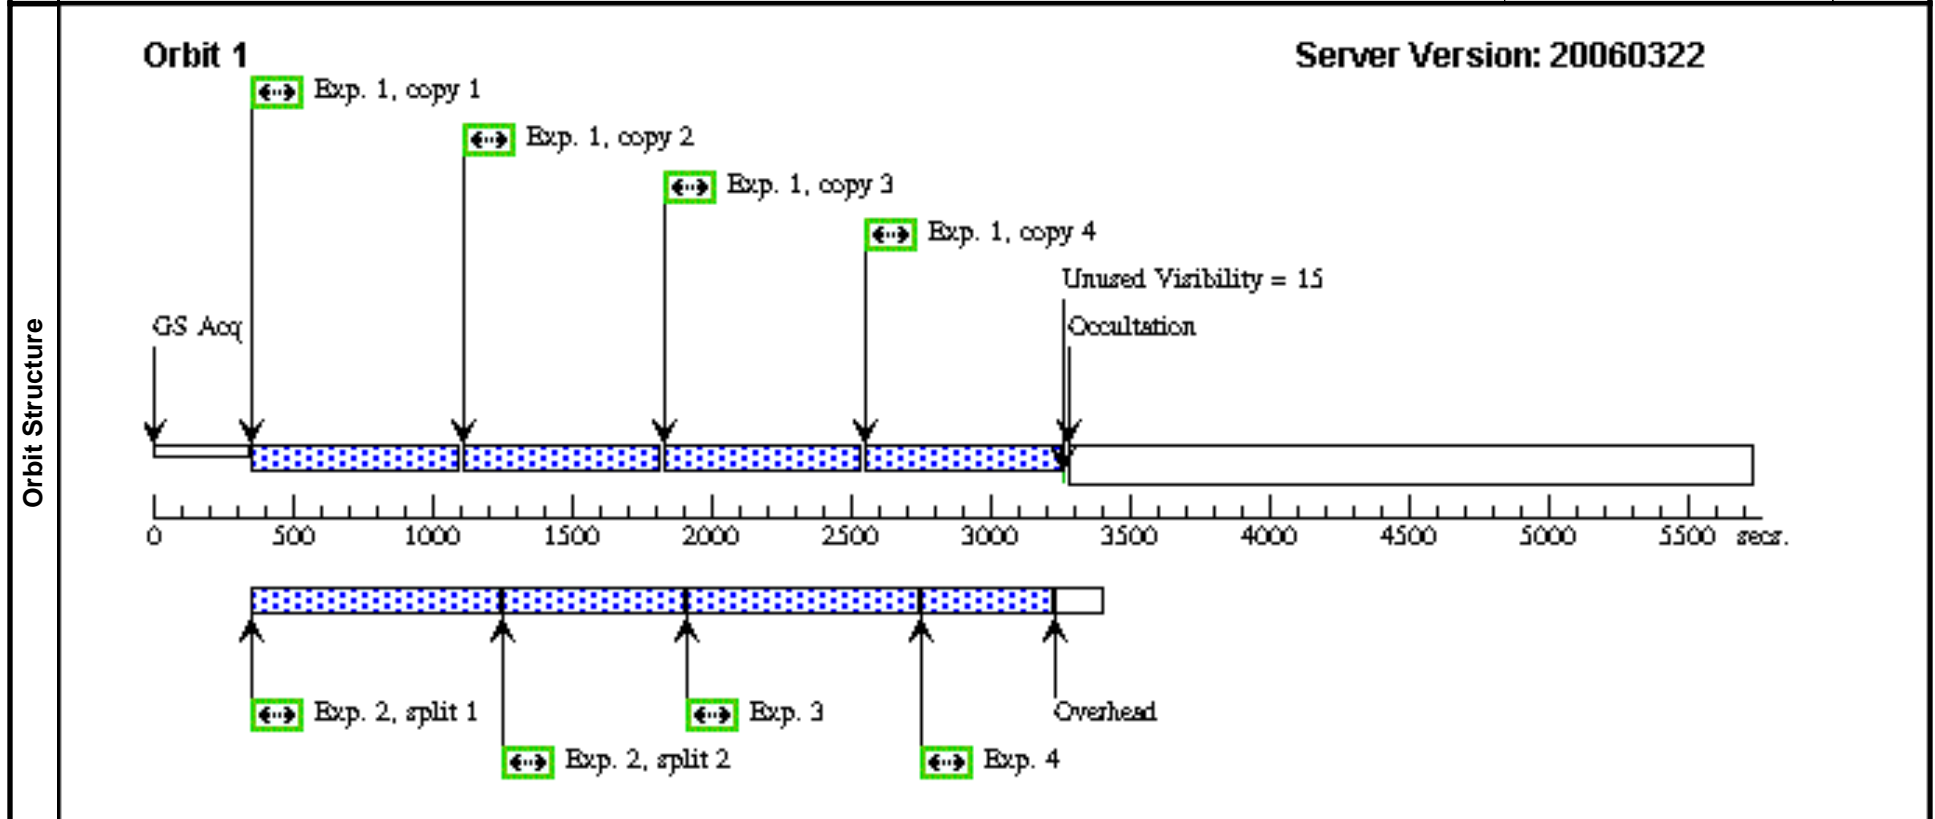 Orbit 1
Server Version: 20060322
Exp. 1, copy 1
Exp. 1, copy 2
Exp. 1, copy 3
Exp. 1, copy 4
Unused Visibility = 15
GS Acq
Occultation
Orbit Structure
0 500 1000 1500 2000 2500 3000 3500 4000 4500 5000 5500 secs.
Exp. 2, split 1
Exp. 3
Overhead
Exp. 2, split 2
Exp. 4